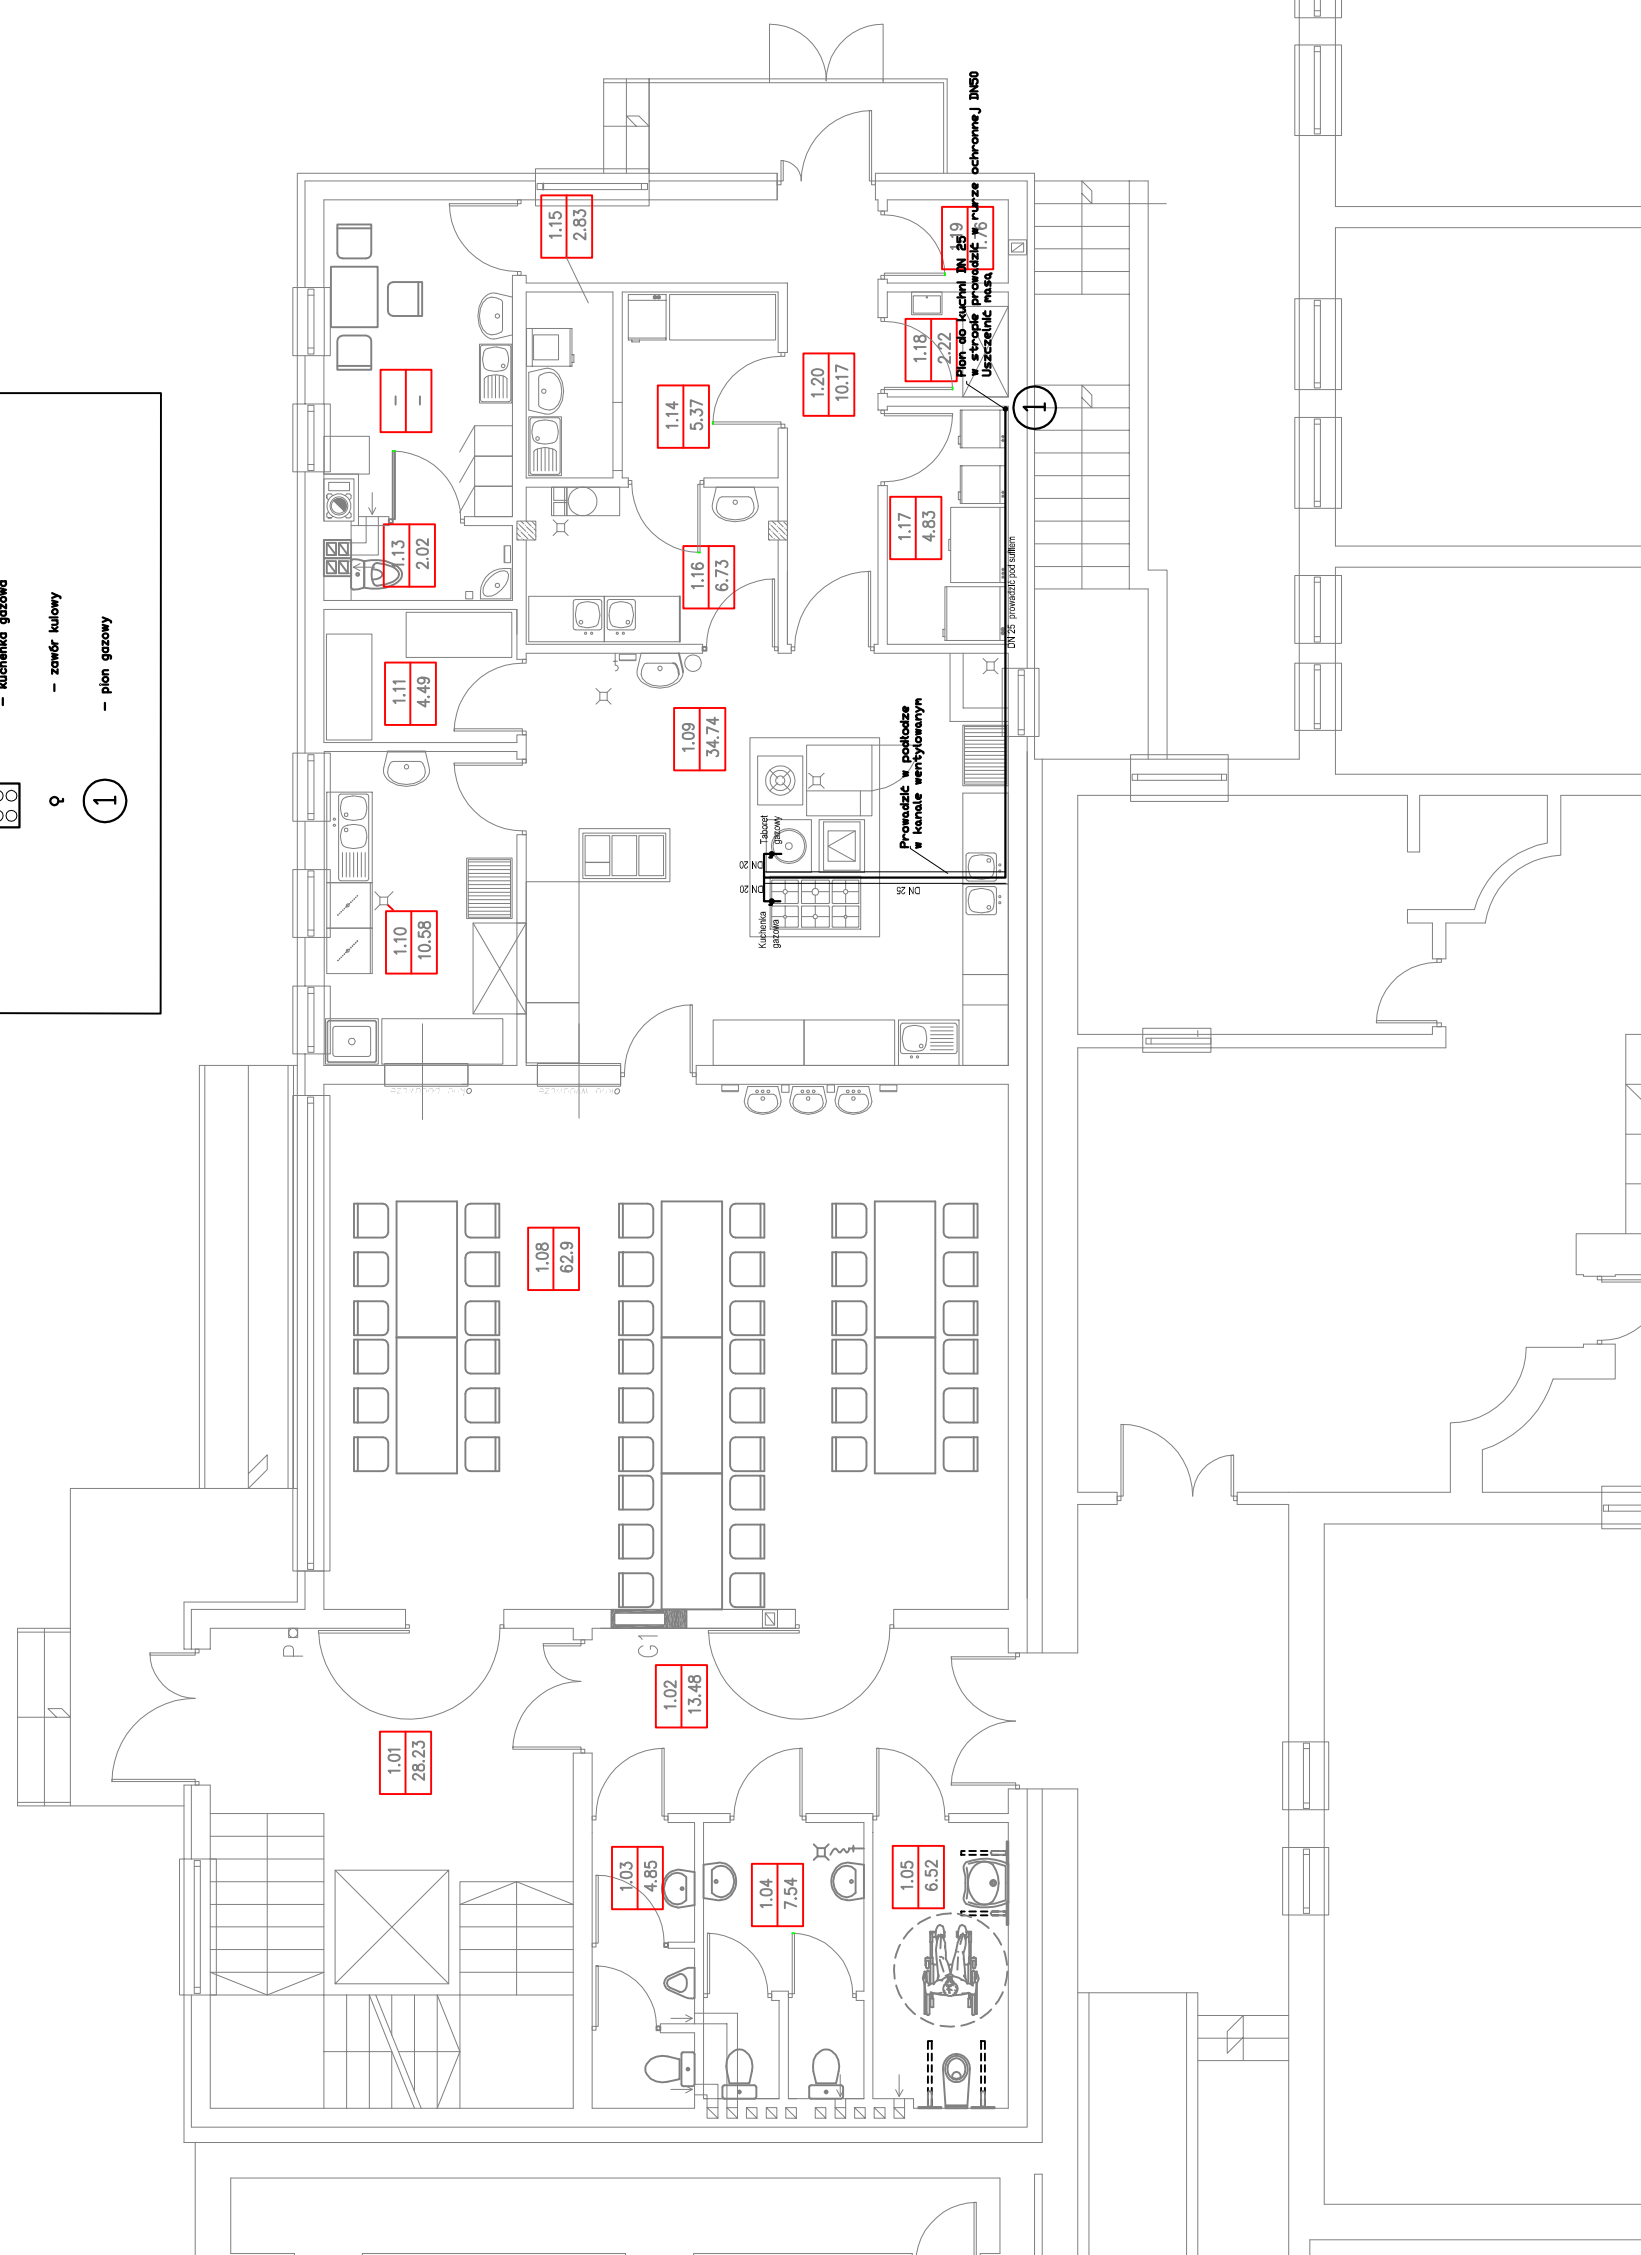 - kuchenka gazowa
- zawór kulowy
1 - pion gazowy
1.15
2.83
1.19
1.76
Pion do kuchni DN 25
w stropie prowadzić w rurze ochronnej DN50
Uszczelnić masą
1
-
-
1.14
5.37
1.20
10.17
1.18
2.22
1.13
2.02
1.16
6.73
1.17
4.83
DN 25 prowadzić pod sufitem
1.11
4.49
1.09
34.74
Prowadzić w podłodze
w kanale wentylowanym
Taboret
gazowy
DN 20
DN 20
DN 25
Kuchenka
gazowa
1.10
10.58
1.08
62.9
P
G1
1.02
13.48
1.01
28.23
1.03
4.85
1.04
7.54
1.05
6.52